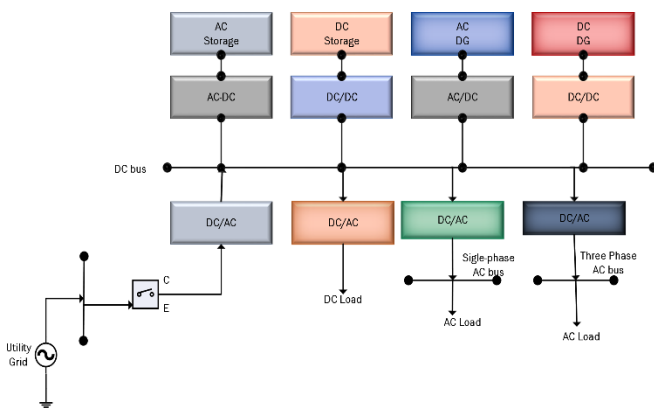 AC
Storage
DC
Storage
AC
DG
DC
DG
AC-DC
DC/DC
AC/DC
DC/DC
DC bus
DC/AC
DC/AC
DC/AC
DC/AC
Sigle-phase
AC bus
Three Phase
AC bus
C
E
DC Load
AC Load
AC Load
Utility
Grid